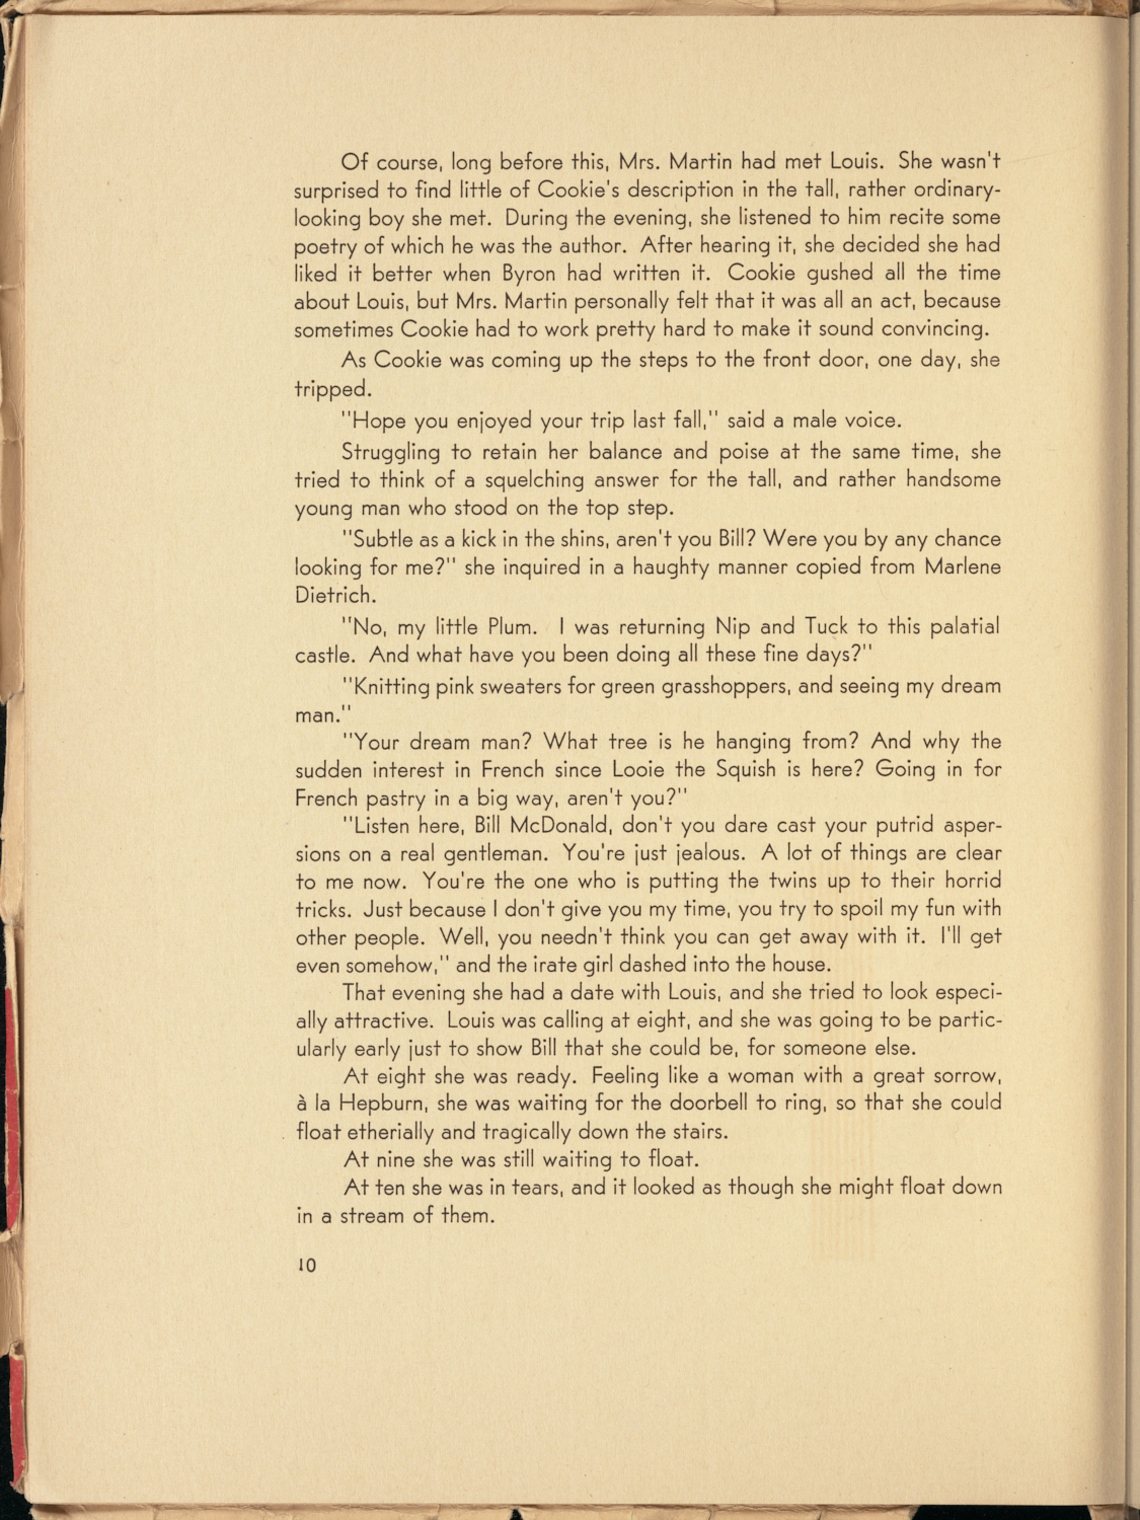 Of course, long before this, Mrs. Martin had met Louis. She wasn't
surprised to find little of Cookie's description in the tall, rather ordinary-
looking boy she met. During the evening, she listened to him recite some
poetry of which he was the author. After hearing it, she decided she had
liked it better when Byron had written it. Cookie gushed all the time
about Louis, but Mrs. Martin personally felt that it was all an act, because
sometimes Cookie had to work pretty hard to make it sound convincing.
As Cookie was coming up the steps to the front door, one day, she
tripped.
"Hope you enjoyed your trip last fall," said a male voice.
Struggling to retain her balance and poise at the same time, she
tried to think of a squelching answer for the tall, and rather handsome
young man who stood on the top step.
"Subtle as a kick in the shins, aren't you Bill? Were you by any chance
looking for me?" she inquired in a haughty manner copied from Marlene
Dietrich.
"No, my little Plum. I was returning Nip and Tuck to this palatial
castle. And what have you been doing all these fine days?"
"Knitting pink sweaters for green grasshoppers, and seeing my dream
man."
"Your dream man? What tree is he hanging from? And why the
sudden interest in French since Looie the Squish is here? Going in for
French pastry in a big way, aren't you?"
"Listen here, Bill McDonald, don't you dare cast your putrid asper-
sions on a real gentleman. You're just jealous. A lot of things are clear
to me now. You're the one who is putting the twins up to their horrid
tricks. Just because I don't give you my time, you try to spoil my fun with
other people. Well, you needn't think you can get away with it. I'll get
even somehow," and the irate girl dashed into the house.
That evening she had a date with Louis, and she tried to look especi-
ally attractive. Louis was calling at eight, and she was going to be partic-
ularly early just to show Bill that she could be, for someone else.
At eight she was ready. Feeling like a woman with a great sorrow,
à la Hepburn, she was waiting for the doorbell to ring, so that she could
float etherially and tragically down the stairs.
At nine she was still waiting to float.
At ten she was in tears, and it looked as though she might float down
in a stream of them.
10